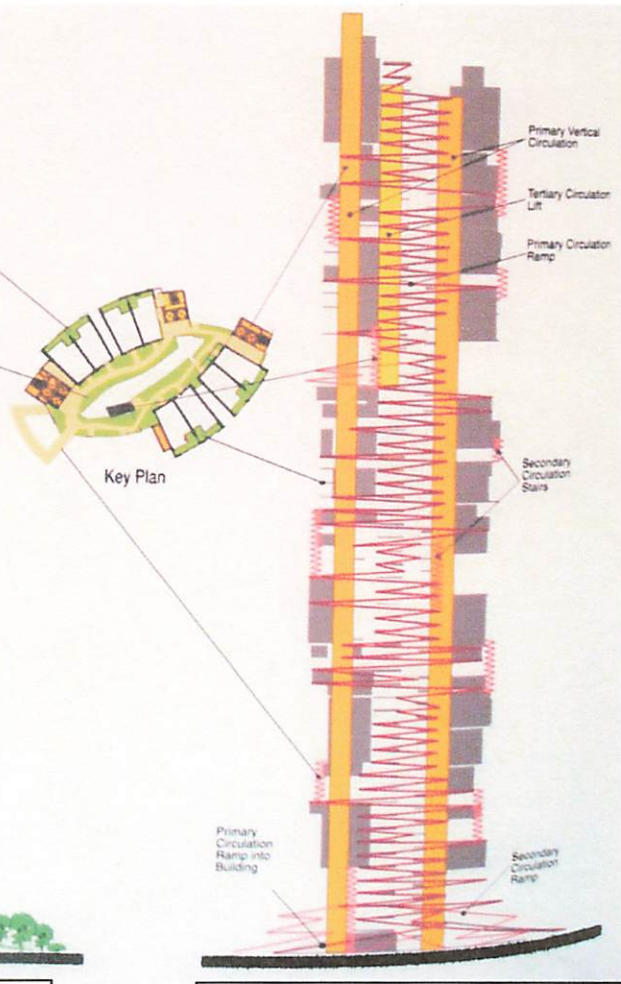 Primary Vertical
Circulation
Tertiary Circulation
Lift
Primary Circulation
Ramp
Key Plan
Secondary
Circulation
Stairs
Primary
Circulation
Ramp into
Building
Secondary
Circulation
Ramp